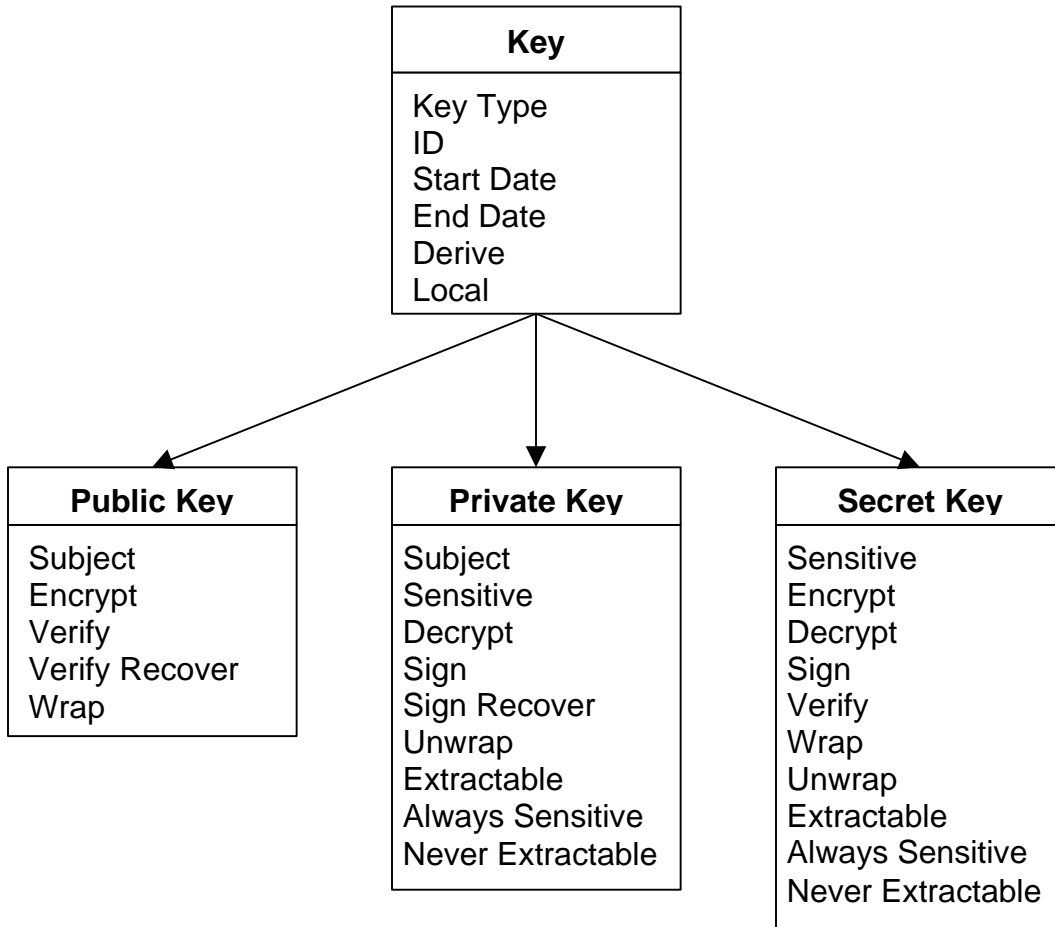 Key
Key Type
ID
Start Date
End Date
Derive
Local
Public Key
Subject
Encrypt
Verify
Verify Recover
Wrap
Private Key
Subject
Sensitive
Decrypt
Sign
Sign Recover
Unwrap
Extractable
Always Sensitive
Never Extractable
Secret Key
Sensitive
Encrypt
Decrypt
Sign
Verify
Wrap
Unwrap
Extractable
Always Sensitive
Never Extractable